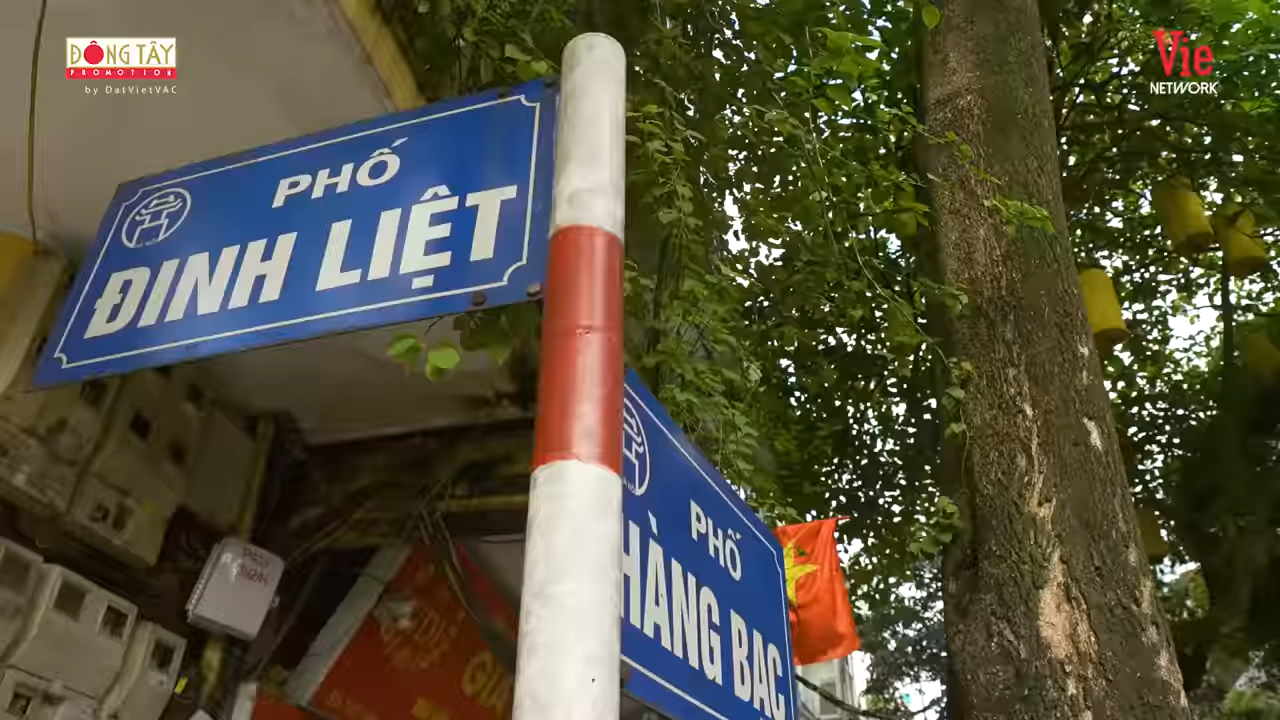 ĐÔNG TÂY
PROMOTION
by DatVietVAC
Vie
NETWORK
PHỐ
ĐINH LIỆT
PHỐ
HÀNG BẠC